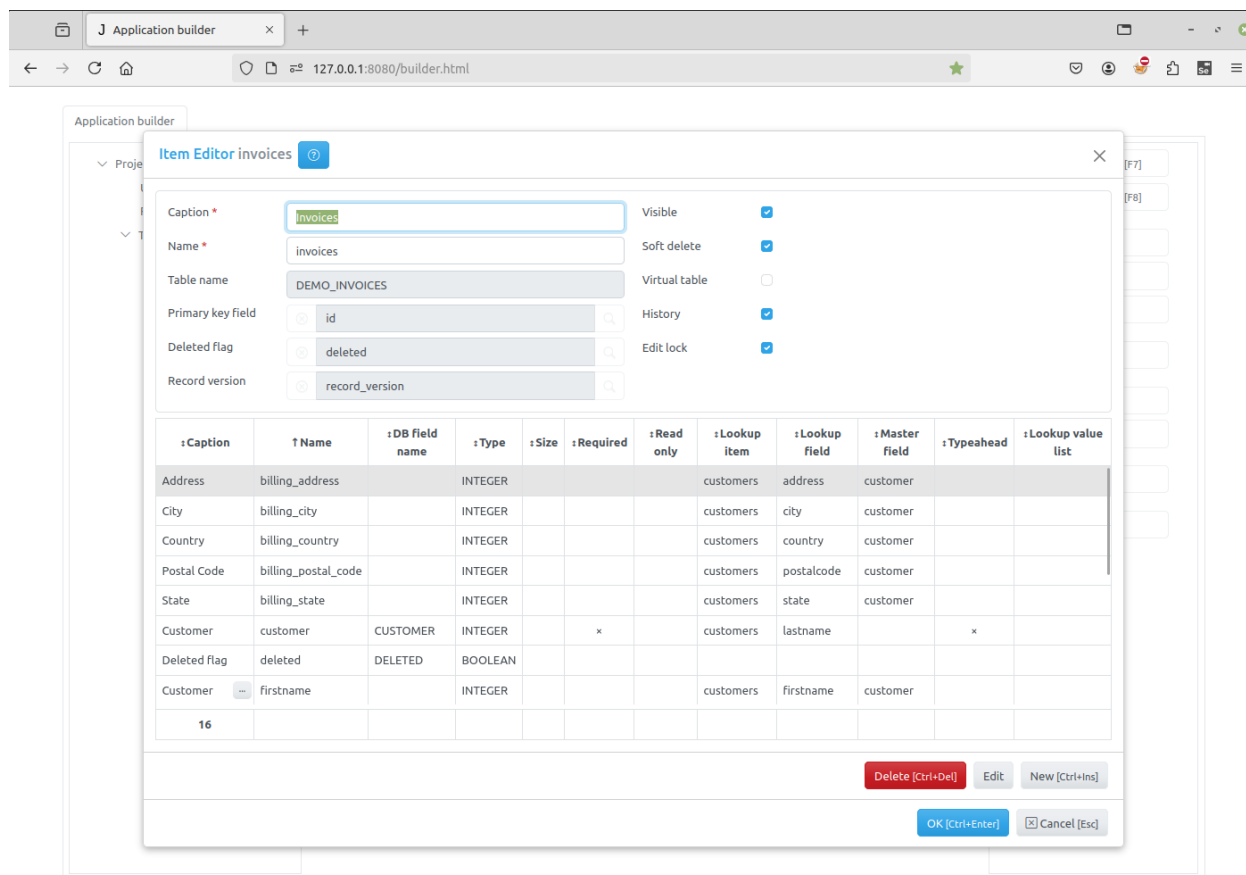 J Application builder
127.0.0.1:8080/builder.html
Application builder
Item Editor invoices
Proje
[F7]
[F8]
Caption *
Invoices
Visible
Name *
invoices
Soft delete
Table name
DEMO_INVOICES
Virtual table
Primary key field
id
History
Deleted flag
deleted
Edit lock
Record version
record_version
Caption Name DB field name Type Size Required Read only Lookup item Lookup field Master field Typeahead Lookup value list
Address billing_address INTEGER customers address customer
City billing_city INTEGER customers city customer
Country billing_country INTEGER customers country customer
Postal Code billing_postal_code INTEGER customers postalcode customer
State billing_state INTEGER customers state customer
Customer customer CUSTOMER INTEGER × customers lastname ×
Deleted flag deleted DELETED BOOLEAN
Customer ... firstname INTEGER customers firstname customer
16
Delete [Ctrl+Del] Edit New [Ctrl+Ins]
OK [Ctrl+Enter] Cancel [Esc]